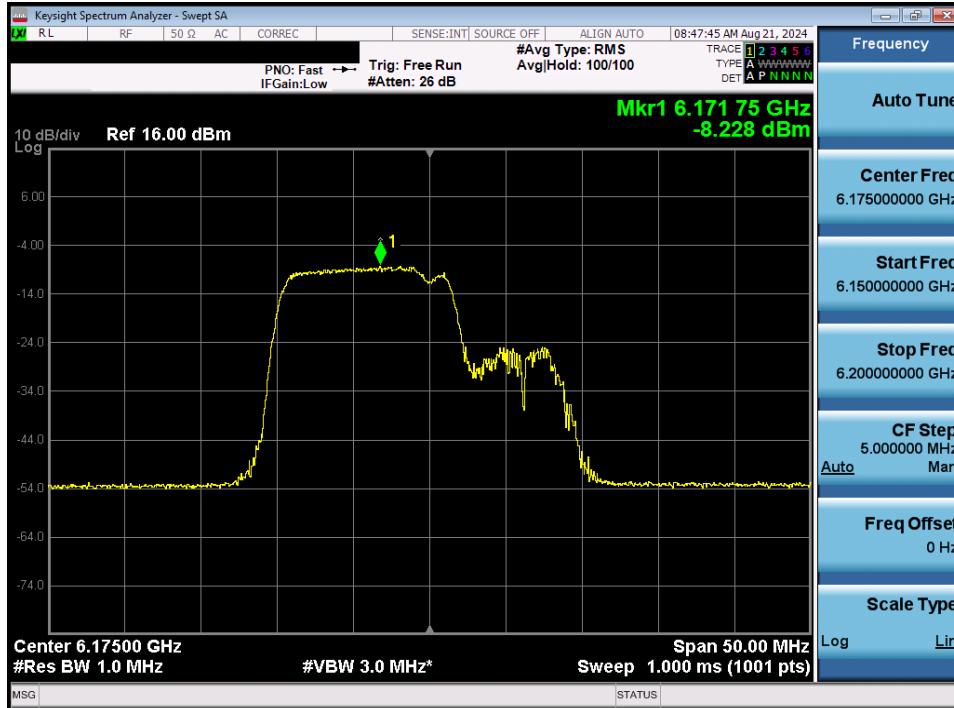 Keysight Spectrum Analyzer - Swept SA
LXI RL RF 50 Ω AC CORREC SENSE:INT SOURCE OFF ALIGN AUTO 08:47:45 AM Aug 21, 2024
PNO: Fast
IFGain:Low
Trig: Free Run
#Atten: 26 dB
#Avg Type: RMS
Avg|Hold: 100/100
TRACE 1 2 3 4 5 6
TYPE A WWWWW
DET A P N N N N
Mkr1 6.171 75 GHz
-8.228 dBm
10 dB/div Ref 16.00 dBm
Log
6.00
-4.00
1
-14.0
-24.0
-34.0
-44.0
-54.0
-64.0
-74.0
Center 6.17500 GHz Span 50.00 MHz
#Res BW 1.0 MHz #VBW 3.0 MHz* Sweep 1.000 ms (1001 pts)
MSG STATUS
Frequency
Auto Tune
Center Freq
6.175000000 GHz
Start Freq
6.150000000 GHz
Stop Freq
6.200000000 GHz
CF Step
5.000000 MHz
Auto Man
Freq Offset
0 Hz
Scale Type
Log Lin